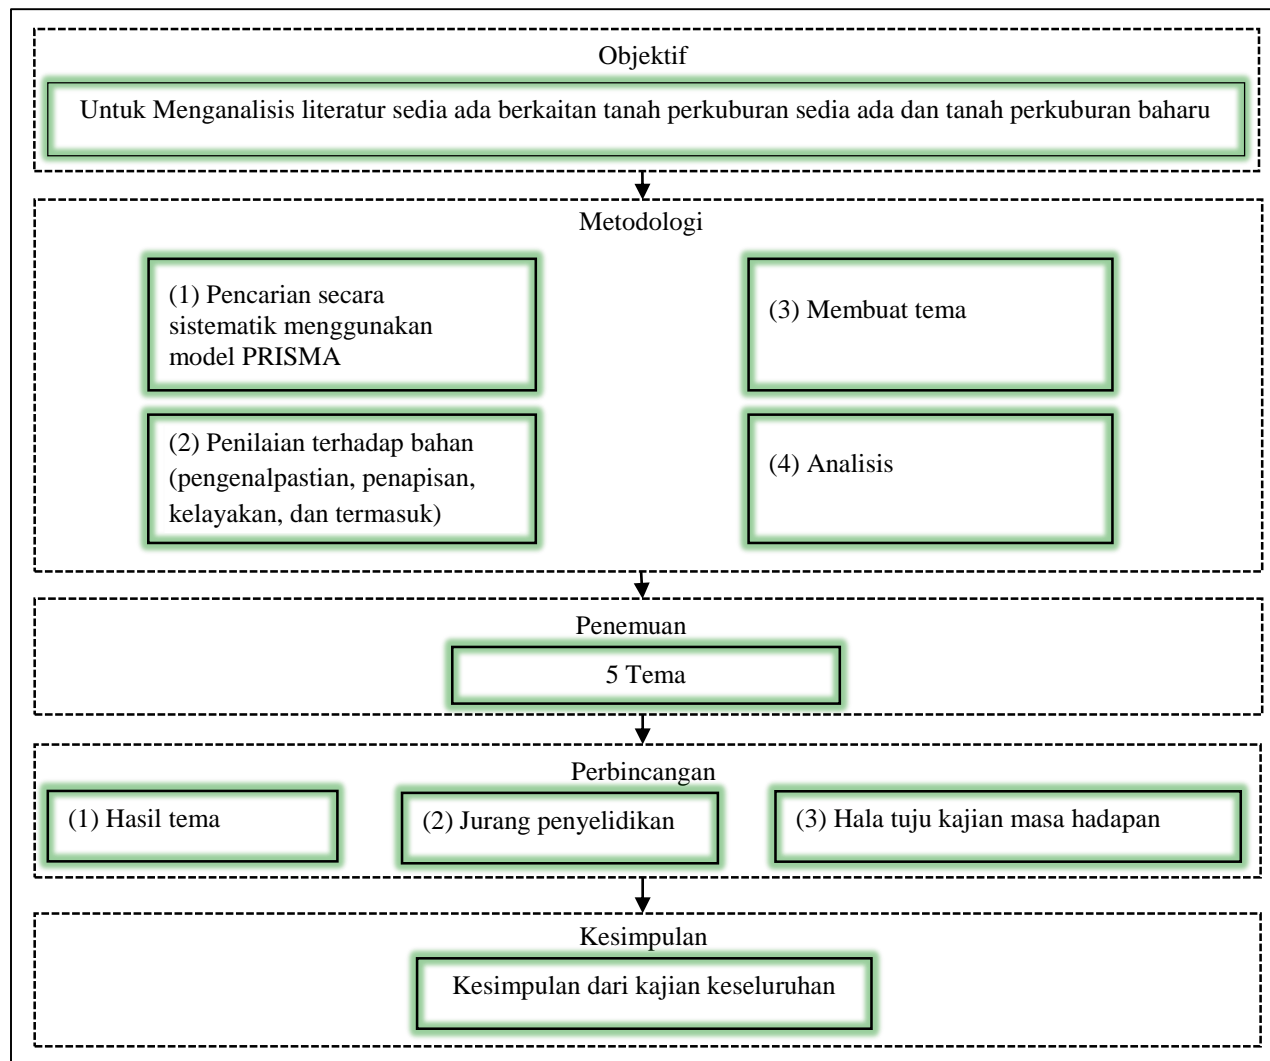 Objektif
Untuk Menganalisis literatur sedia ada berkaitan tanah perkuburan sedia ada dan tanah perkuburan baharu
Metodologi
(1) Pencarian secara
sistematik menggunakan
model PRISMA
(2) Penilaian terhadap bahan
(pengenalpastian, penapisan,
kelayakan, dan termasuk)
(3) Membuat tema
(4) Analisis
Penemuan
5 Tema
Perbincangan
(1) Hasil tema
(2) Jurang penyelidikan
(3) Hala tuju kajian masa hadapan
Kesimpulan
Kesimpulan dari kajian keseluruhan